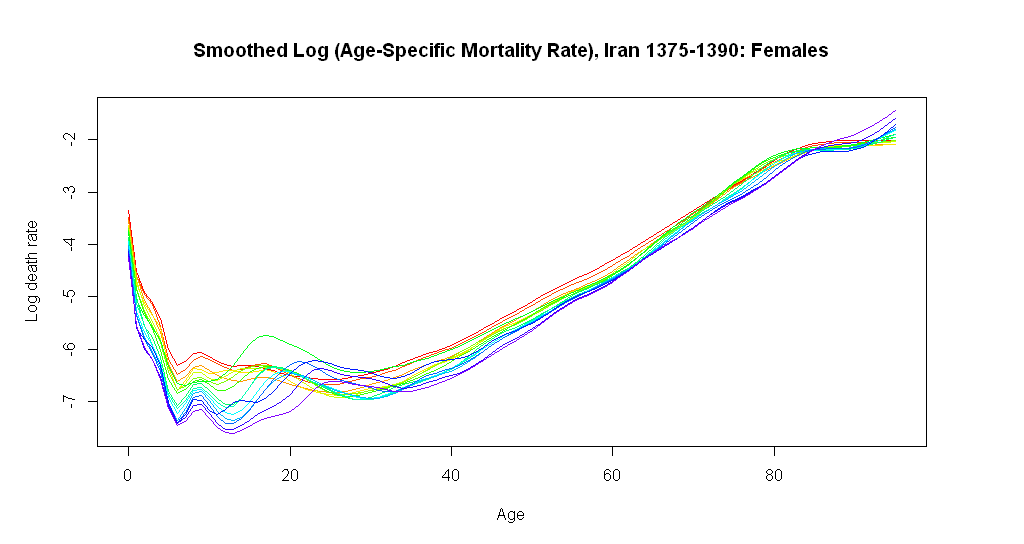 Smoothed Log (Age-Specific Mortality Rate), Iran 1375-1390: Females
Log death rate
-2
-3
-4
-5
-6
-7
0 20 40 60 80
Age